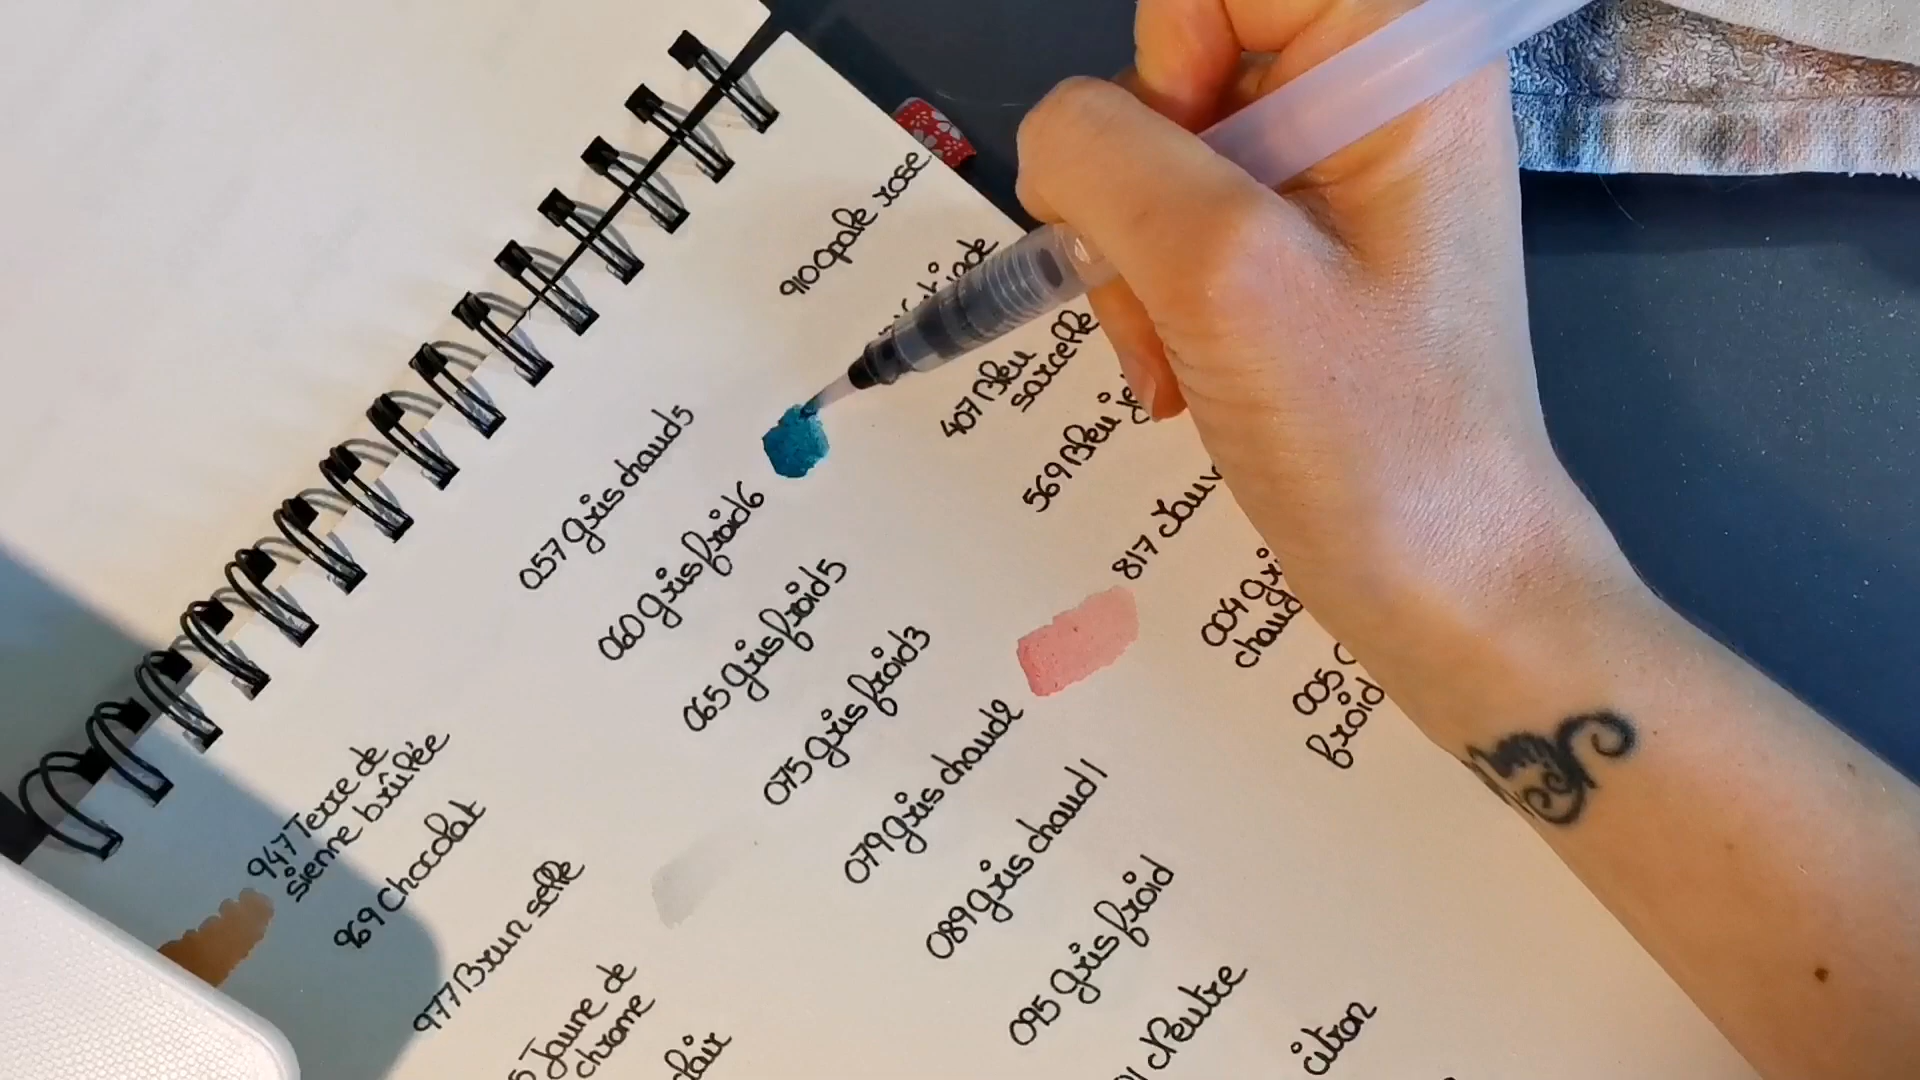 910 Opale rose
407 Bleu
sarcelle
569 Bleu
817
057 gris chaud 5
060 gris froid 6
065 gris froid 5
075 gris froid 3
079 gris chaud 2
089 gris chaud 1
095 gris froid
Neutre
citron
004
chaud
005
froid
947 Terre de
sienne brûlée
969 Chocolat
977 Brun selle
Jaune de
chrome